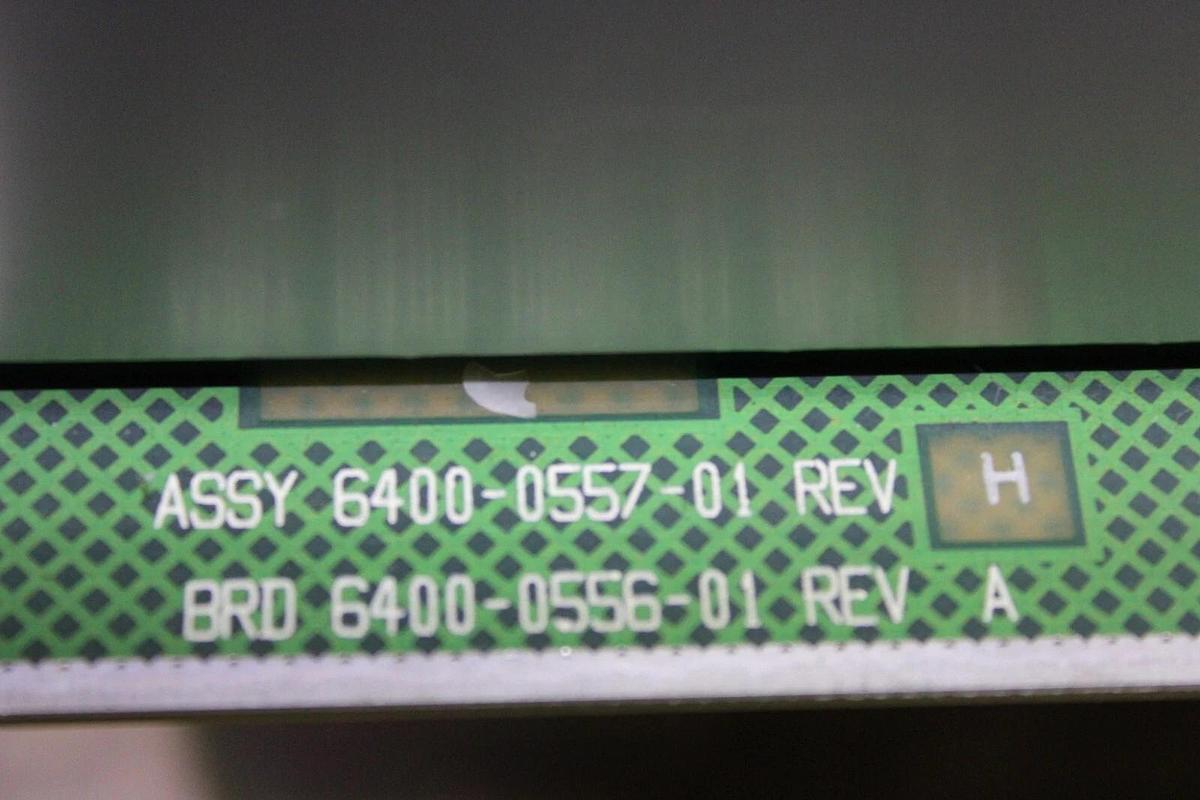 ASSY 6400-0557-01 REV H
BRD 6400-0556-01 REV A